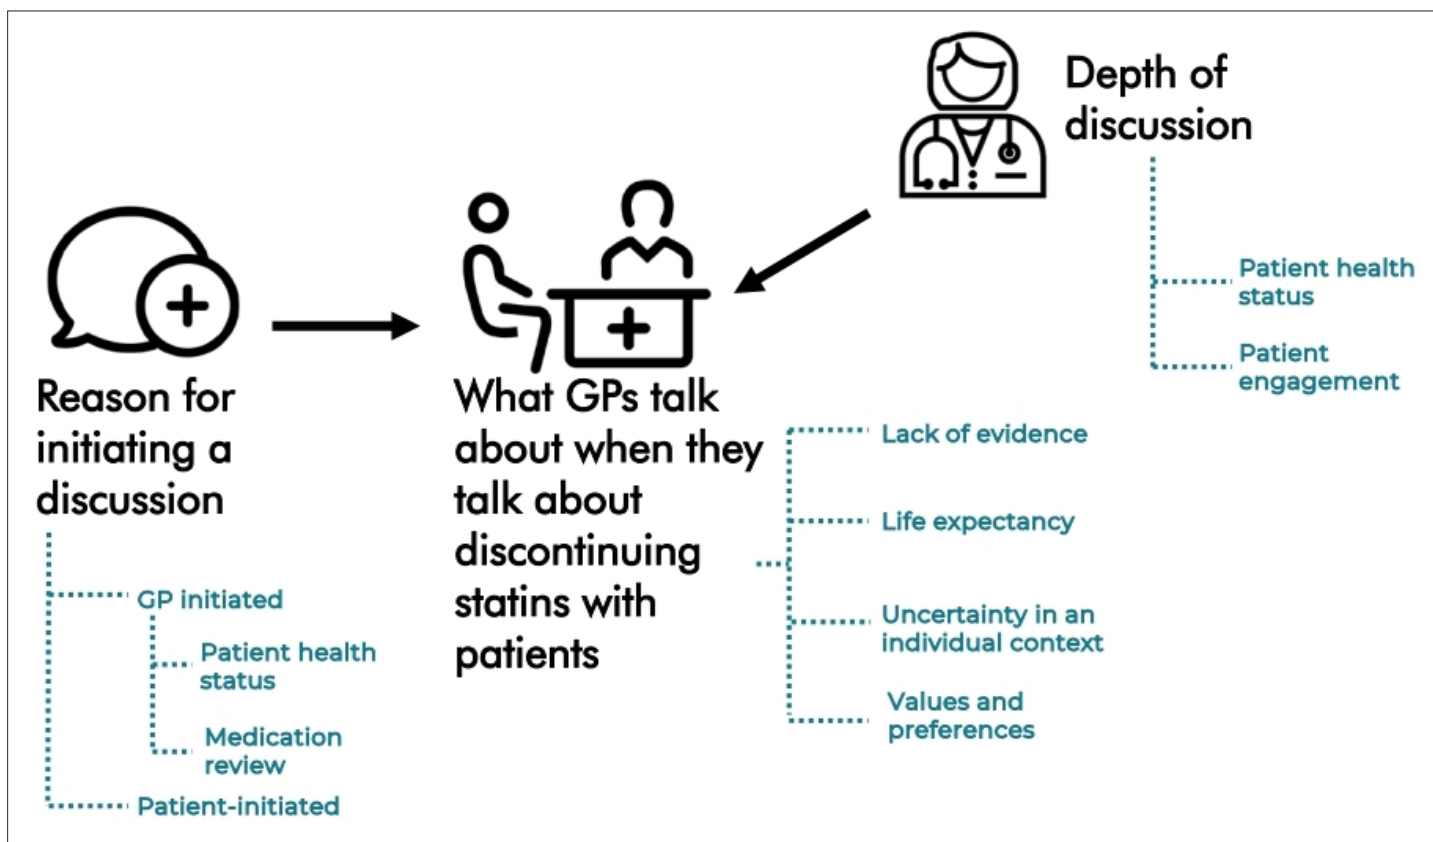 Depth of
discussion
Patient health
status
Patient
engagement
Reason for
initiating a
discussion
GP initiated
Patient health
status
Medication
review
Patient-initiated
What GPs talk
about when they
talk about
discontinuing
statins with
patients
Lack of evidence
Life expectancy
Uncertainty in an
individual context
Values and
preferences